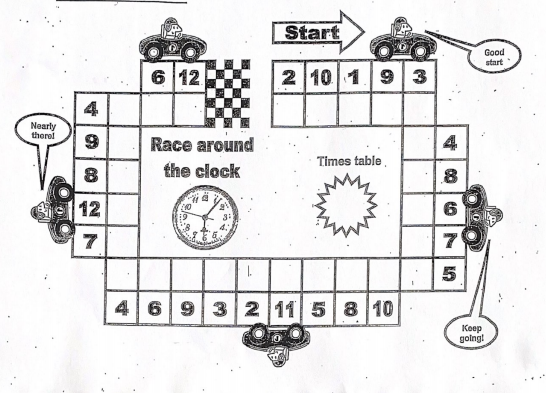 Start
Good
start
6 12
2 10 1 9 3
4
9
8
12
7
Nearly
there!
Race around
the clock
Times table
4
8
6
7
5
4 6 9 3 2 11 5 8 10
Keep
going!